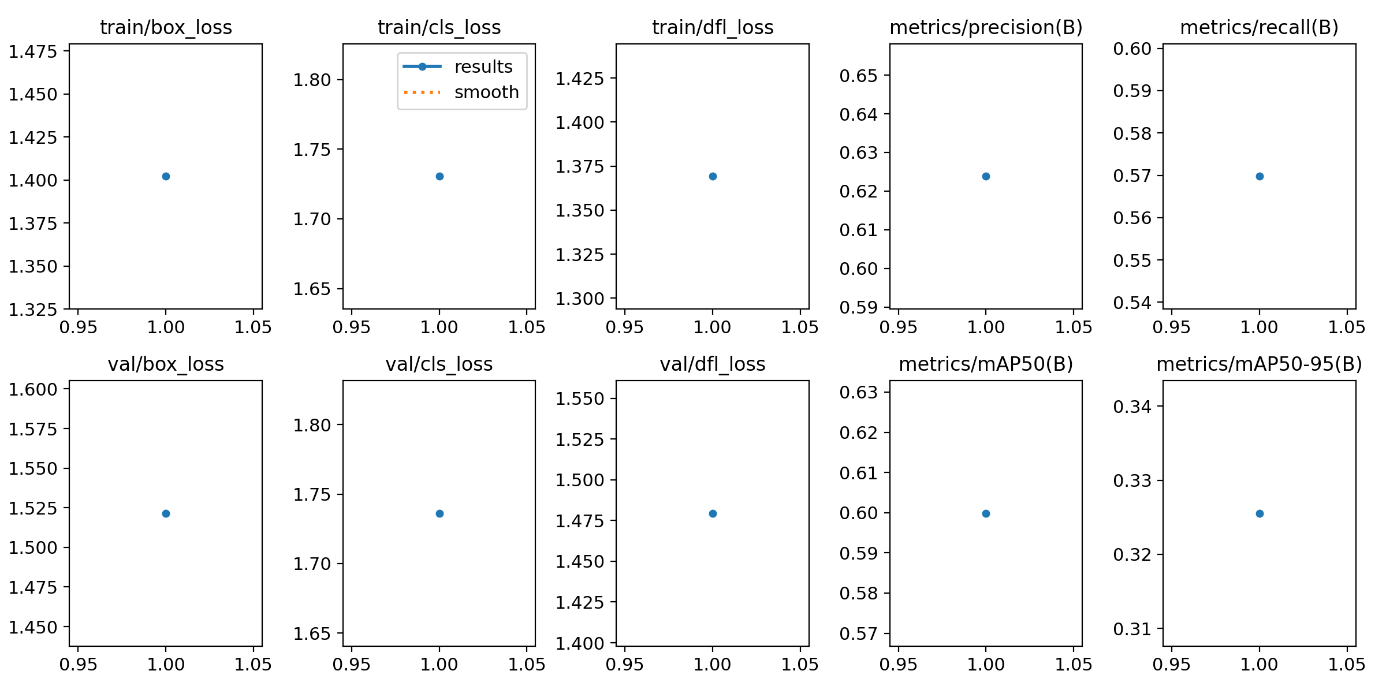 train/box_loss
1.475
1.450
1.425
1.400
1.375
1.350
1.325
0.95 1.00 1.05
train/cls_loss
results
smooth
1.80
1.75
1.70
1.65
0.95 1.00 1.05
train/dfl_loss
1.425
1.400
1.375
1.350
1.325
1.300
0.95 1.00 1.05
metrics/precision(B)
0.65
0.64
0.63
0.62
0.61
0.60
0.59
0.95 1.00 1.05
metrics/recall(B)
0.60
0.59
0.58
0.57
0.56
0.55
0.54
0.95 1.00 1.05
val/box_loss
1.600
1.575
1.550
1.525
1.500
1.475
1.450
0.95 1.00 1.05
val/cls_loss
1.80
1.75
1.70
1.65
0.95 1.00 1.05
val/dfl_loss
1.550
1.525
1.500
1.475
1.450
1.425
1.400
0.95 1.00 1.05
metrics/mAP50(B)
0.63
0.62
0.61
0.60
0.59
0.58
0.57
0.95 1.00 1.05
metrics/mAP50-95(B)
0.34
0.33
0.32
0.31
0.95 1.00 1.05